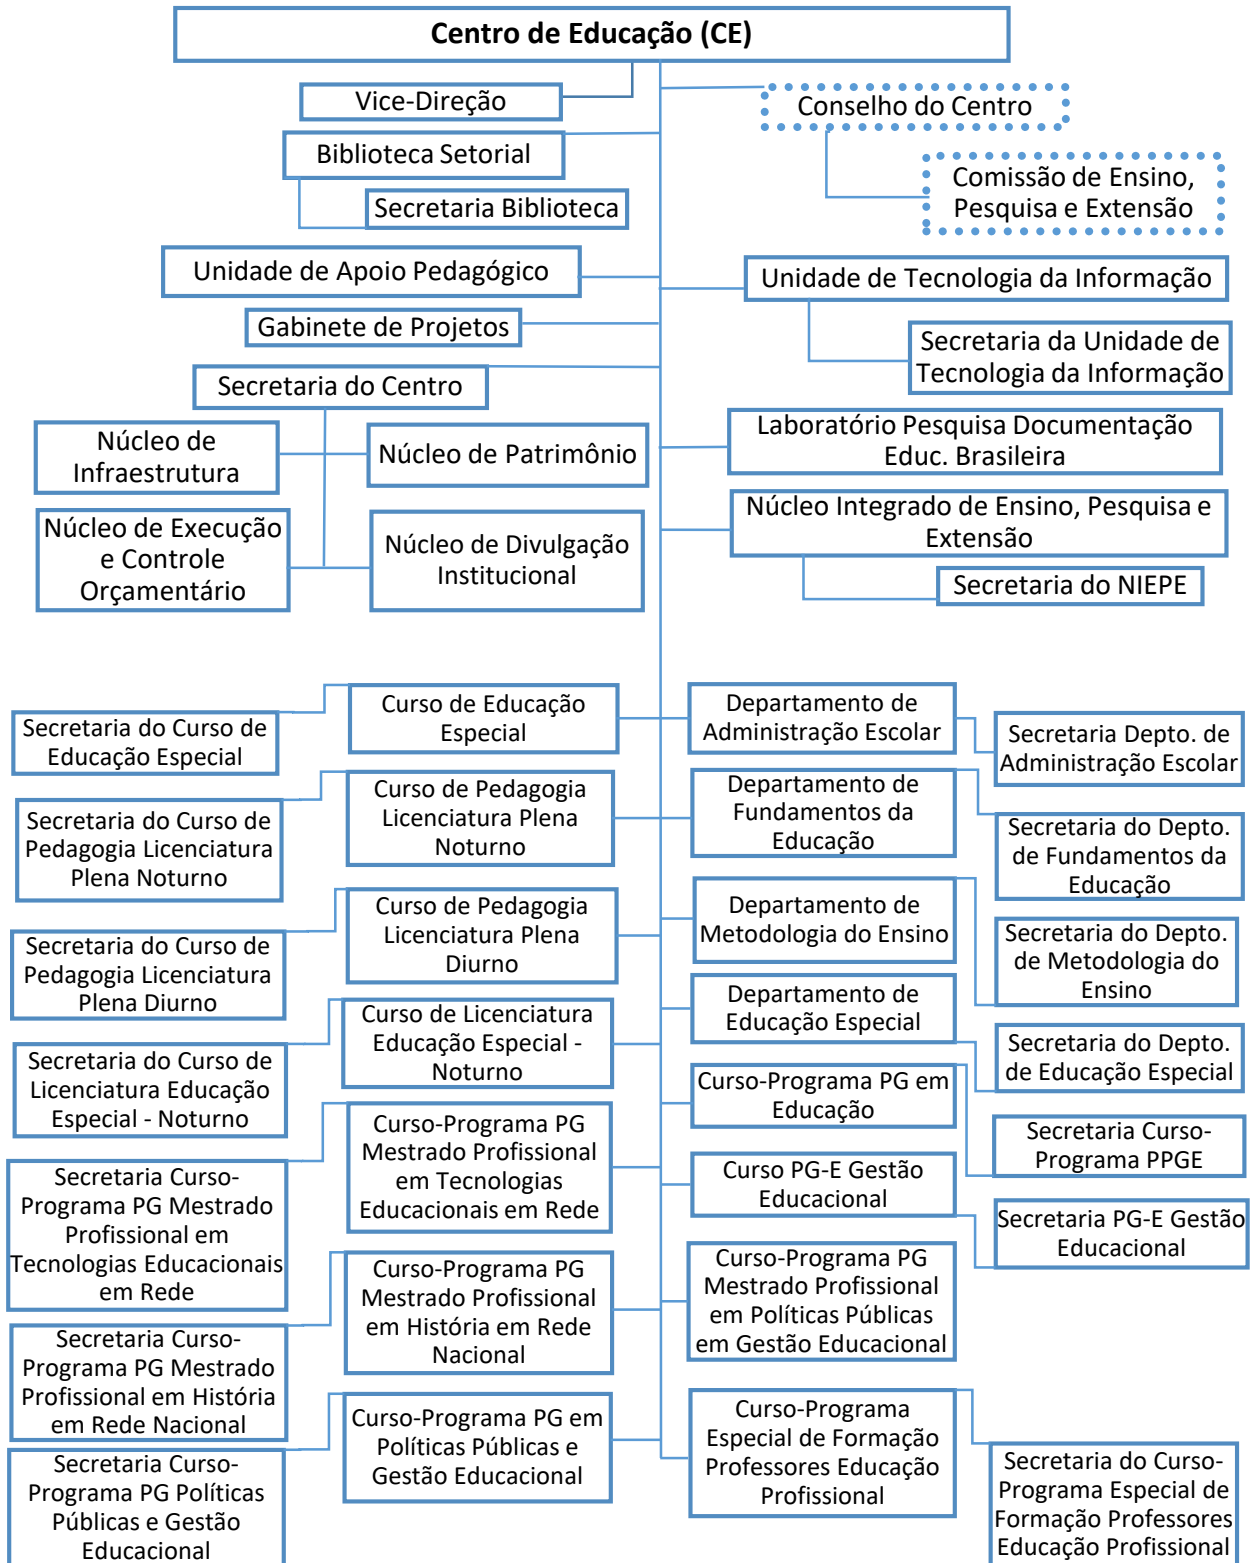 Centro de Educação (CE)
Vice-Direção
Conselho do Centro
Biblioteca Setorial
Comissão de Ensino,
Pesquisa e Extensão
Secretaria Biblioteca
Unidade de Apoio Pedagógico
Unidade de Tecnologia da Informação
Gabinete de Projetos
Secretaria da Unidade de
Tecnologia da Informação
Secretaria do Centro
Núcleo de
Infraestrutura
Núcleo de Patrimônio
Laboratório Pesquisa Documentação
Educ. Brasileira
Núcleo de Execução
e Controle
Orçamentário
Núcleo de Divulgação
Institucional
Núcleo Integrado de Ensino, Pesquisa e
Extensão
Secretaria do NIEPE
Secretaria do Curso de
Educação Especial
Curso de Educação
Especial
Departamento de
Administração Escolar
Secretaria Depto. de
Administração Escolar
Secretaria do Curso de
Pedagogia Licenciatura
Plena Noturno
Curso de Pedagogia
Licenciatura Plena
Noturno
Departamento de
Fundamentos da
Educação
Secretaria do Depto.
de Fundamentos da
Educação
Secretaria do Curso de
Pedagogia Licenciatura
Plena Diurno
Curso de Pedagogia
Licenciatura Plena
Diurno
Departamento de
Metodologia do Ensino
Secretaria do Depto.
de Metodologia do
Ensino
Secretaria do Curso de
Licenciatura Educação
Especial - Noturno
Curso de Licenciatura
Educação Especial -
Noturno
Departamento de
Educação Especial
Secretaria do Depto.
de Educação Especial
Curso-Programa PG em
Educação
Secretaria Curso-
Programa PPGE
Secretaria Curso-
Programa PG Mestrado
Profissional em
Tecnologias Educacionais
em Rede
Curso-Programa PG
Mestrado Profissional
em Tecnologias
Educacionais em Rede
Curso PG-E Gestão
Educacional
Secretaria PG-E Gestão
Educacional
Secretaria Curso-
Programa PG Mestrado
Profissional em História
em Rede Nacional
Curso-Programa PG
Mestrado Profissional
em História em Rede
Nacional
Curso-Programa PG
Mestrado Profissional
em Políticas Públicas
em Gestão Educacional
Secretaria Curso-
Programa PG Políticas
Públicas e Gestão
Educacional
Curso-Programa PG em
Políticas Públicas e
Gestão Educacional
Curso-Programa
Especial de Formação
Professores Educação
Profissional
Secretaria do Curso-
Programa Especial de
Formação Professores
Educação Profissional